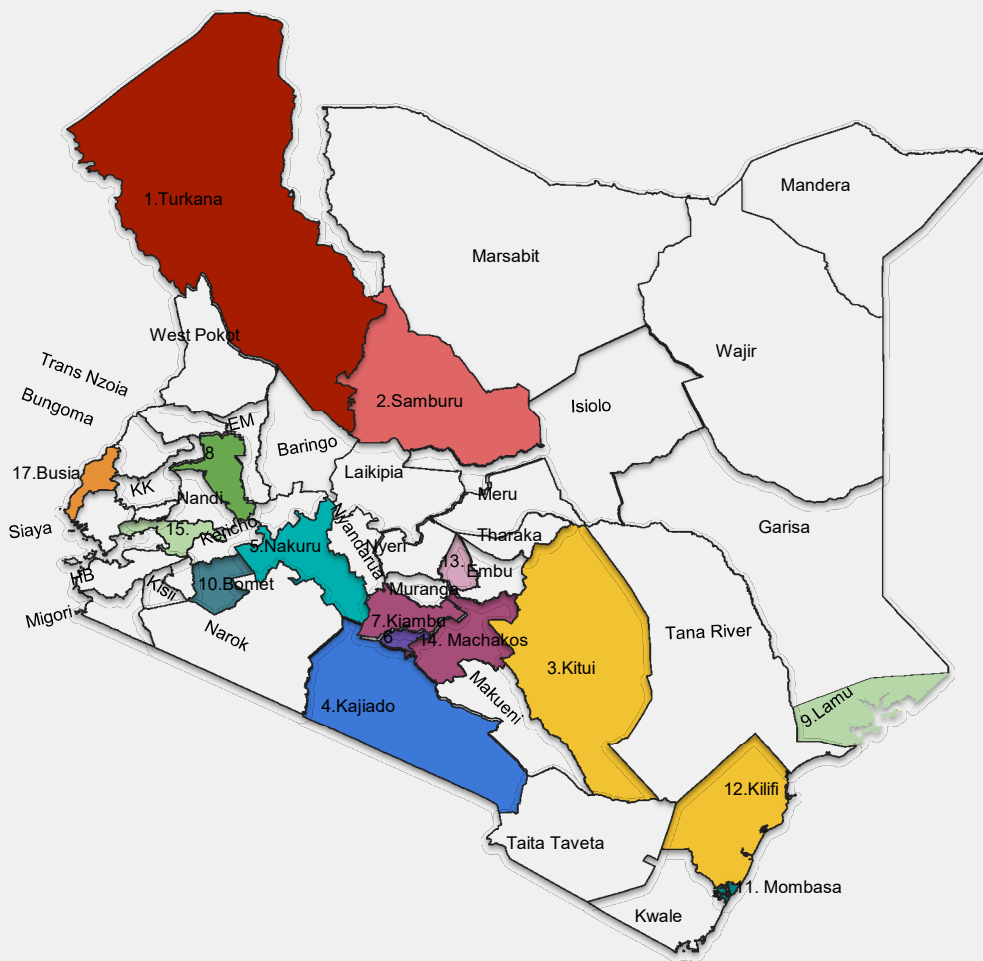 Mandera
1.Turkana
Marsabit
West Pokot
Wajir
Trans Nzoia
Bungoma
2.Samburu
Isiolo
EM
Baringo
8
17.Busia
Laikipia
KK
Nandi
Meru
Siaya
15.
Kericho
Nyandarua
Garisa
Tharaka
5.Nakuru
Nyeri
13.
Embu
HB
Kisii
10.Bomet
Muranga
Migori
Narok
7.Kiambu
6
14. Machakos
Tana River
3.Kitui
Makueni
4.Kajiado
9.Lamu
12.Kilifi
Taita Taveta
11. Mombasa
Kwale